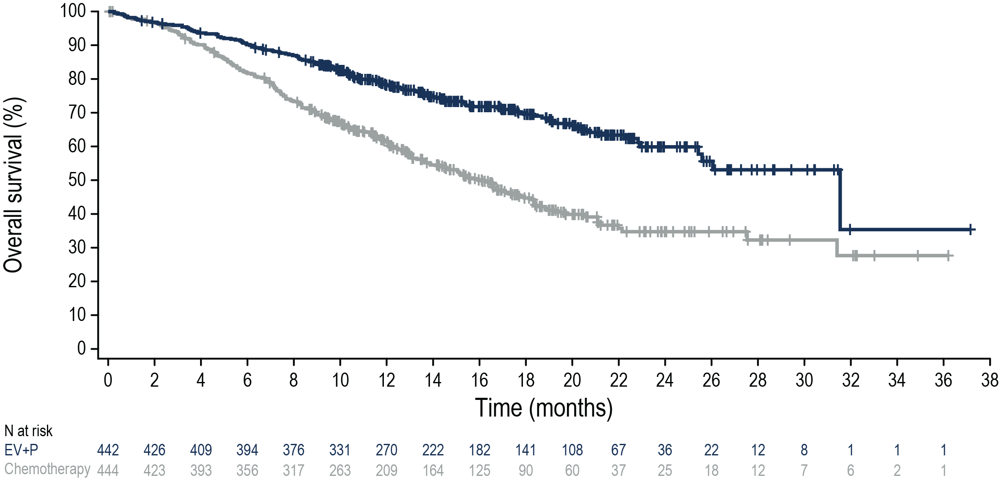 100
90
80
70
60
50
40
30
20
10
0
Overall survival (%)
0 2 4 6 8 10 12 14 16 18 20 22 24 26 28 30 32 34 36 38
Time (months)
N at risk
EV+P 442 426 409 394 376 331 270 222 182 141 108 67 36 22 12 8 1 1 1
Chemotherapy 444 423 393 356 317 263 209 164 125 90 60 37 25 18 12 7 6 2 1